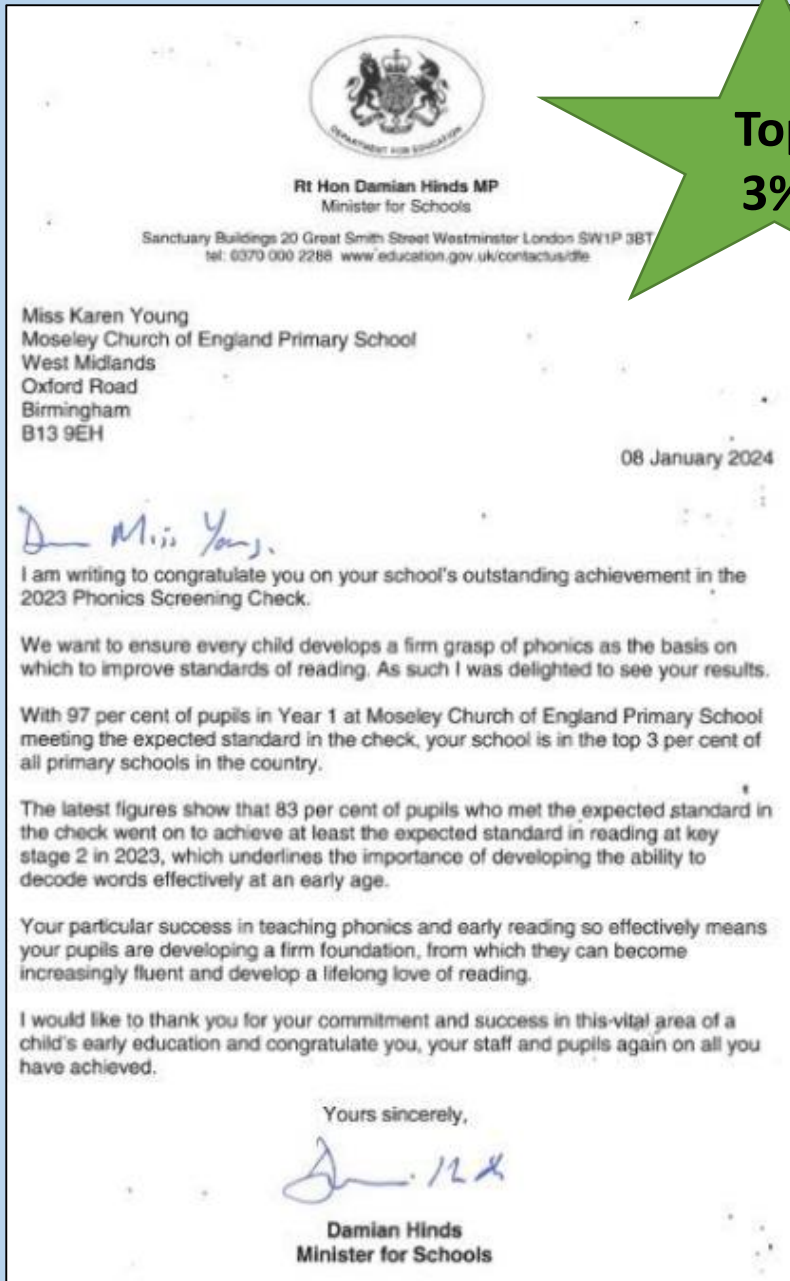 DEPARTMENT FOR EDUCATION
Rt Hon Damian Hinds MP
Minister for Schools
Sanctuary Buildings 20 Great Smith Street Westminster London SW1P 3BT
tel: 0370 000 2288 www.education.gov.uk/contactus/dfe
Top
3%
Miss Karen Young
Moseley Church of England Primary School
West Midlands
Oxford Road
Birmingham
B13 9EH
08 January 2024
Dear Miss Young,
I am writing to congratulate you on your school's outstanding achievement in the
2023 Phonics Screening Check.
We want to ensure every child develops a firm grasp of phonics as the basis on
which to improve standards of reading. As such I was delighted to see your results.
With 97 per cent of pupils in Year 1 at Moseley Church of England Primary School
meeting the expected standard in the check, your school is in the top 3 per cent of
all primary schools in the country.
The latest figures show that 83 per cent of pupils who met the expected standard in
the check went on to achieve at least the expected standard in reading at key
stage 2 in 2023, which underlines the importance of developing the ability to
decode words effectively at an early age.
Your particular success in teaching phonics and early reading so effectively means
your pupils are developing a firm foundation, from which they can become
increasingly fluent and develop a lifelong love of reading.
I would like to thank you for your commitment and success in this vital area of a
child's early education and congratulate you, your staff and pupils again on all you
have achieved.
Yours sincerely,
Damian Hinds
Minister for Schools